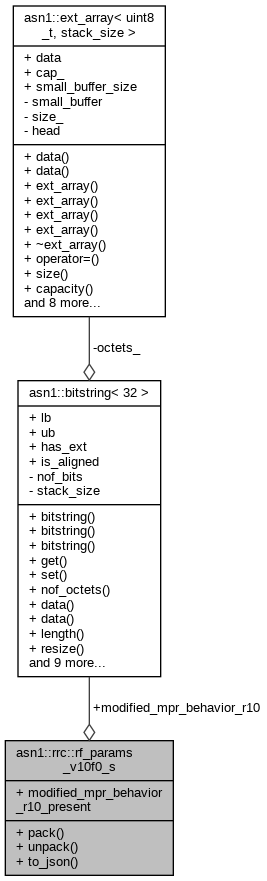 asn1::ext_array< uint8
_t, stack_size >
+ data
+ cap_
+ small_buffer_size
- small_buffer
- size_
- head
+ data()
+ data()
+ ext_array()
+ ext_array()
+ ext_array()
+ ext_array()
+ ~ext_array()
+ operator=()
+ size()
+ capacity()
and 8 more...
-octets_
asn1::bitstring< 32 >
+ lb
+ ub
+ has_ext
+ is_aligned
- nof_bits
- stack_size
+ bitstring()
+ bitstring()
+ bitstring()
+ get()
+ set()
+ nof_octets()
+ data()
+ data()
+ length()
+ resize()
and 9 more...
+modified_mpr_behavior_r10
asn1::rrc::rf_params
_v10f0_s
+ modified_mpr_behavior
_r10_present
+ pack()
+ unpack()
+ to_json()